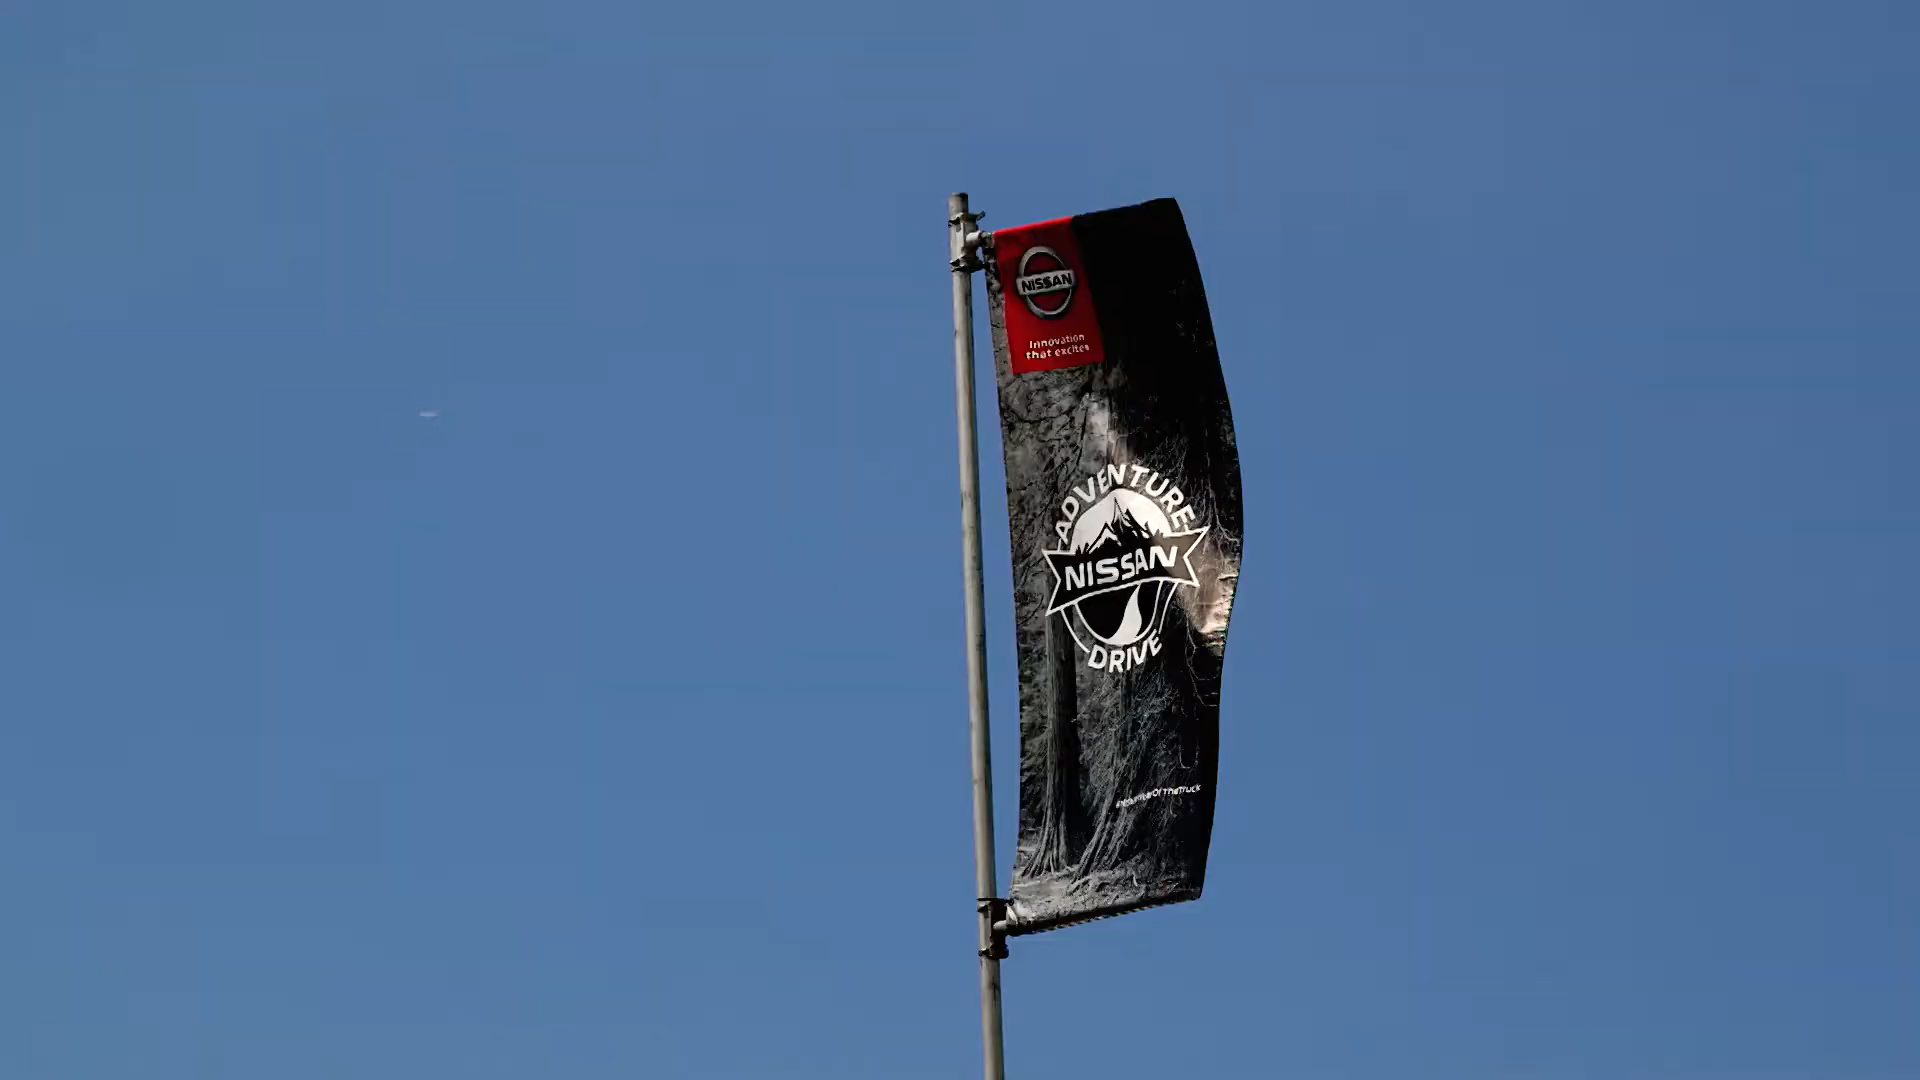 NISSAN
Innovation
that excites
ADVENTURE
NISSAN
DRIVE